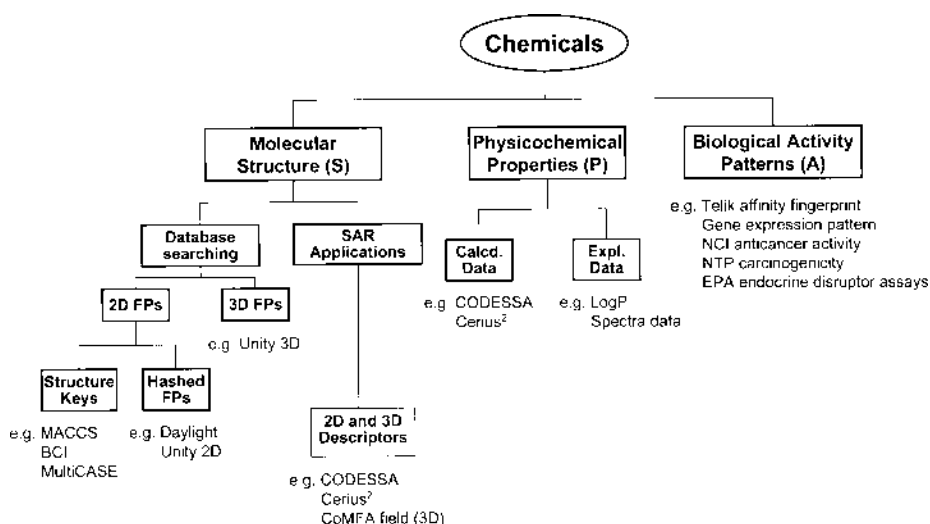 Chemicals
Molecular
Structure (S)
Physicochemical
Properties (P)
Biological Activity
Patterns (A)
e.g. Telik affinity fingerprint
Gene expression pattern
NCI anticancer activity
NTP carcinogenicity
EPA endocrine disruptor assays
Database
searching
SAR
Applications
Calcd.
Data
Expl.
Data
e.g. CODESSA
Cerius²
e.g. LogP
Spectra data
2D FPs
3D FPs
e.g. Unity 3D
Structure
Keys
Hashed
FPs
e.g. MACCS
BCI
MultiCASE
e.g. Daylight
Unity 2D
2D and 3D
Descriptors
e.g. CODESSA
Cerius²
CoMFA field (3D)